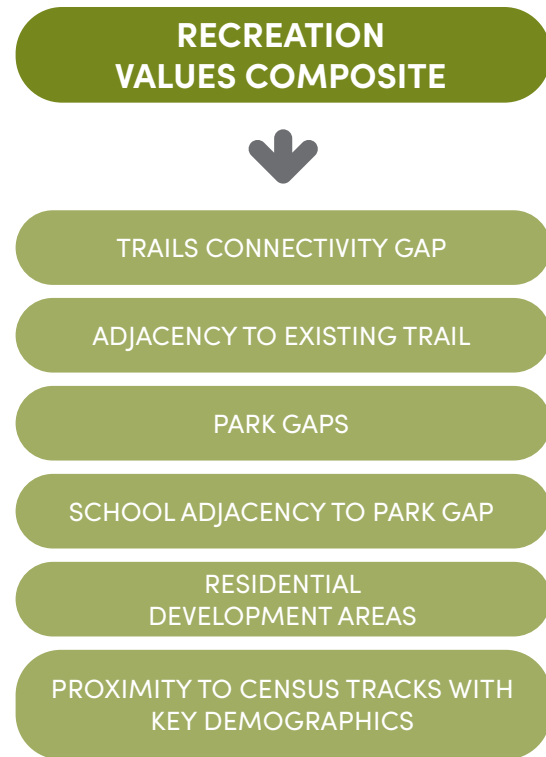 RECREATION
VALUES COMPOSITE
TRAILS CONNECTIVITY GAP
ADJACENCY TO EXISTING TRAIL
PARK GAPS
SCHOOL ADJACENCY TO PARK GAP
RESIDENTIAL
DEVELOPMENT AREAS
PROXIMITY TO CENSUS TRACKS WITH
KEY DEMOGRAPHICS